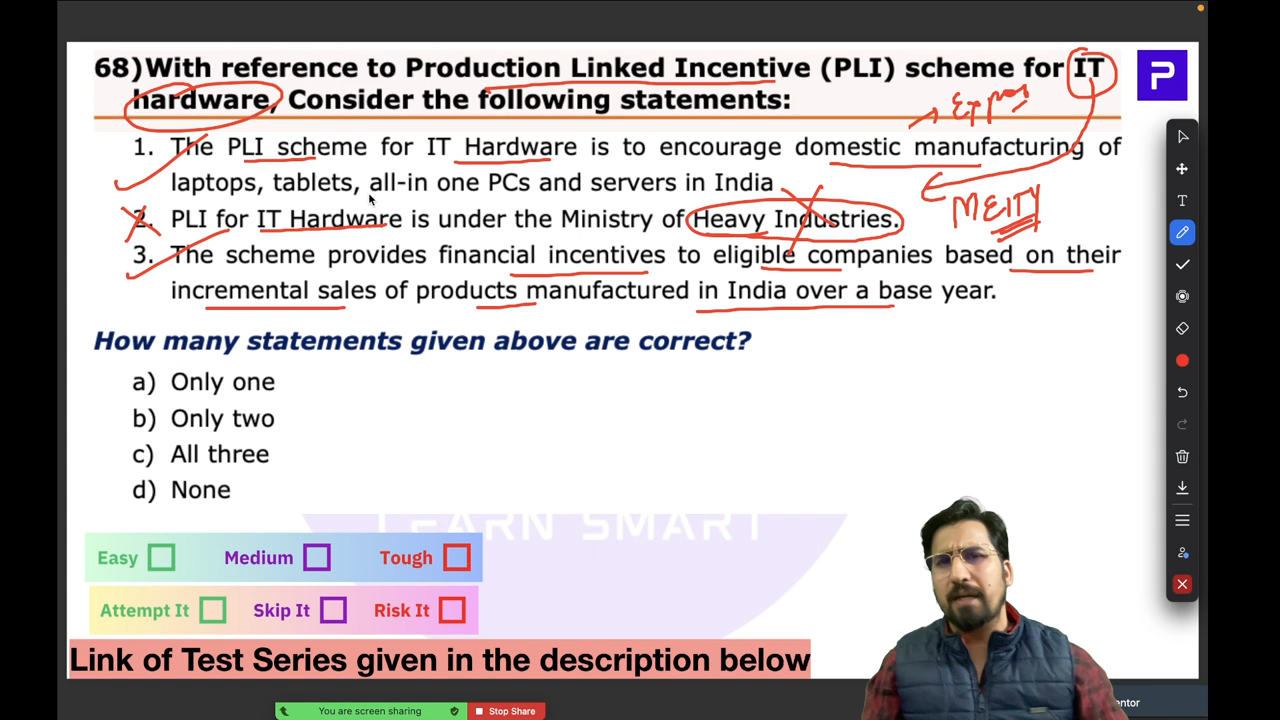 68)With reference to Production Linked Incentive (PLI) scheme for IT
hardware, Consider the following statements:
1. The PLI scheme for IT Hardware is to encourage domestic manufacturing of
laptops, tablets, all-in one PCs and servers in India
2. PLI for IT Hardware is under the Ministry of Heavy Industries.
MEITY
3. The scheme provides financial incentives to eligible companies based on their
incremental sales of products manufactured in India over a base year.
How many statements given above are correct?
a) Only one
b) Only two
c) All three
d) None
LEARN SMART
Easy Medium Tough
Attempt It Skip It Risk It
Link of Test Series given in the description below
You are screen sharing Stop Share